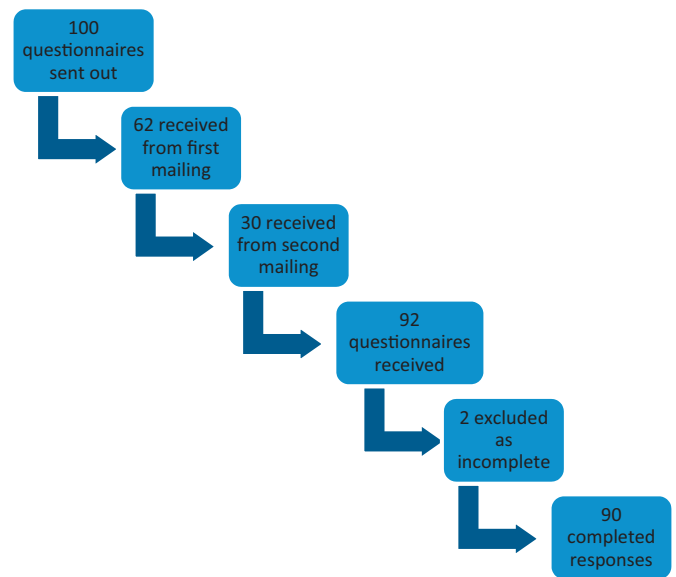 100
questionnaires
sent out
62 received
from first
mailing
30 received
from second
mailing
92
questionnaires
received
2 excluded
as
incomplete
90
completed
responses